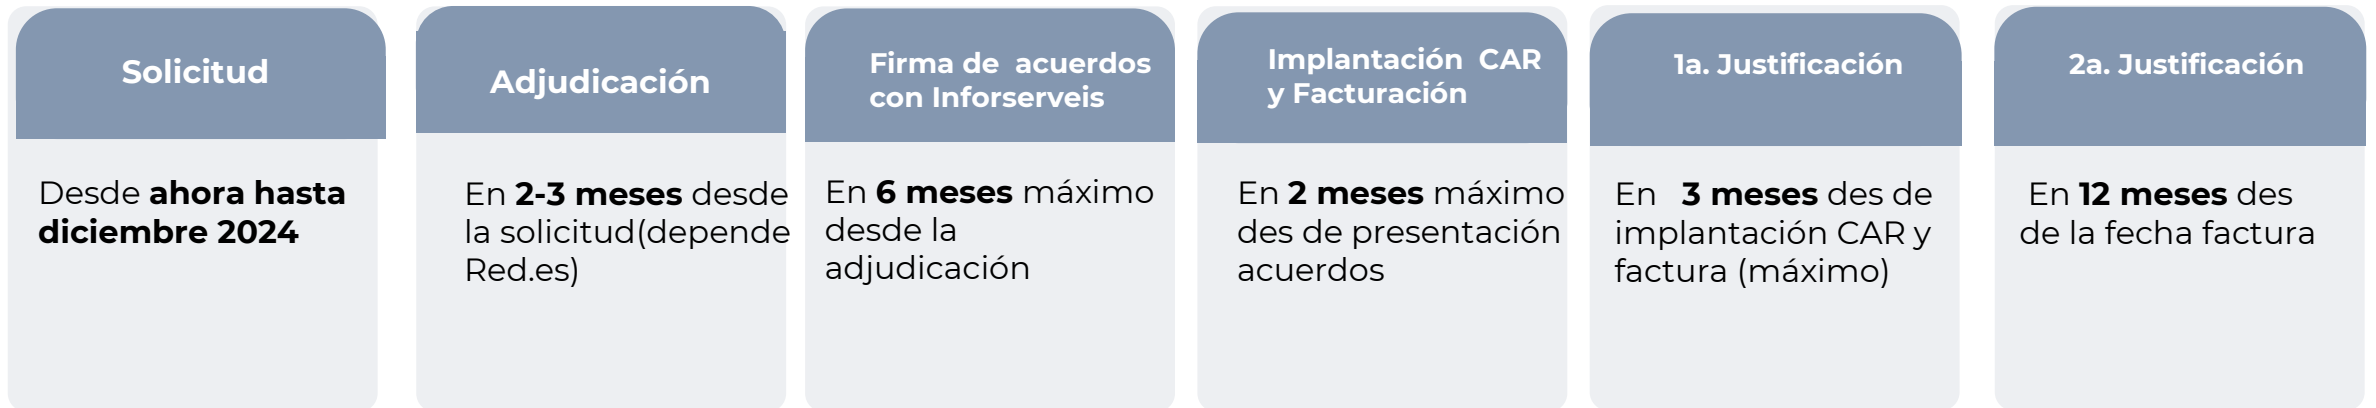 Solicitud
Desde ahora hasta
diciembre 2024
Adjudicación
En 2-3 meses desde
la solicitud(depende
Red.es)
Firma de acuerdos
con Inforserveis
En 6 meses máximo
desde la
adjudicación
Implantación CAR
y Facturación
En 2 meses máximo
des de presentación
acuerdos
1a. Justificación
En 3 meses des de
implantación CAR y
factura (máximo)
2a. Justificación
En 12 meses des
de la fecha factura